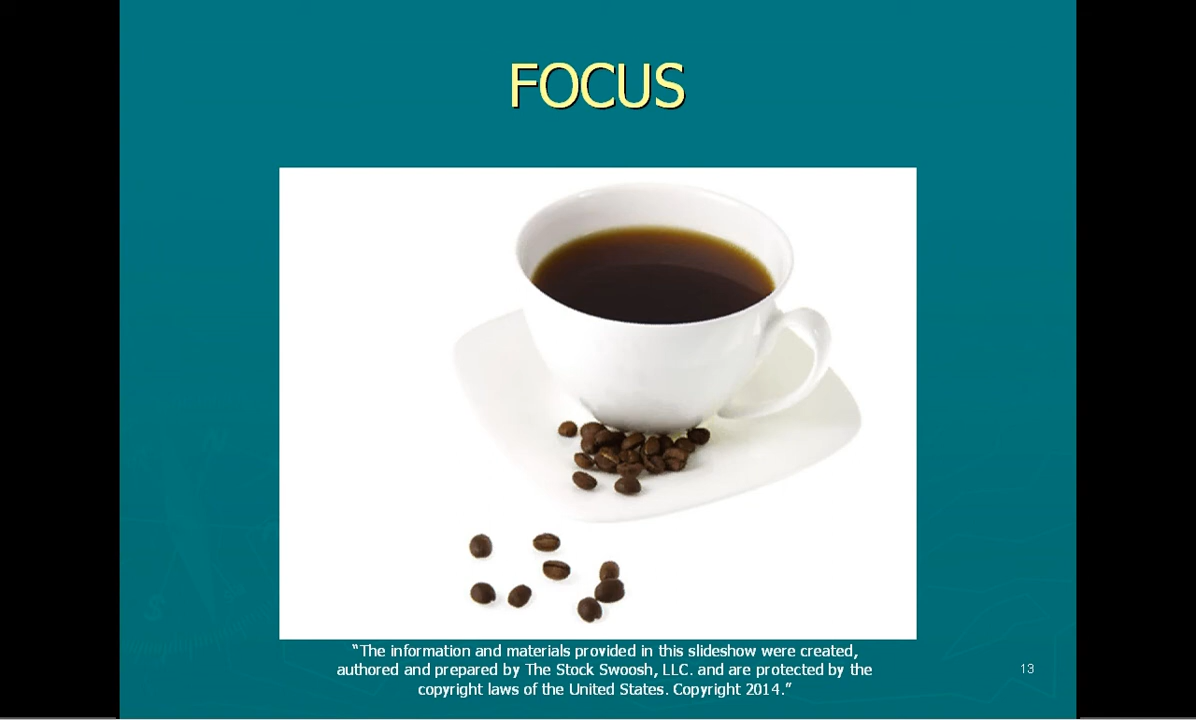 FOCUS
“The information and materials provided in this slideshow were created,
authored and prepared by The Stock Swoosh, LLC. and are protected by the
copyright laws of the United States. Copyright 2014.”
13